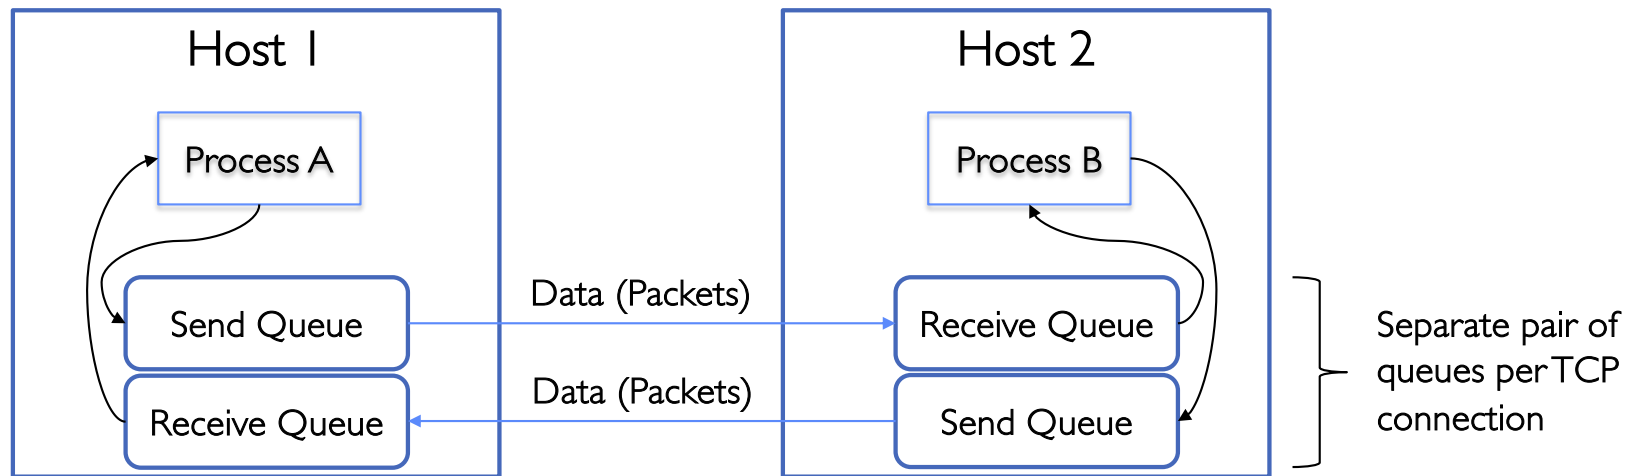 Host 1
Host 2
Process A
Process B
Data (Packets)
Send Queue
Receive Queue
Data (Packets)
Receive Queue
Send Queue
Separate pair of
queues per TCP
connection